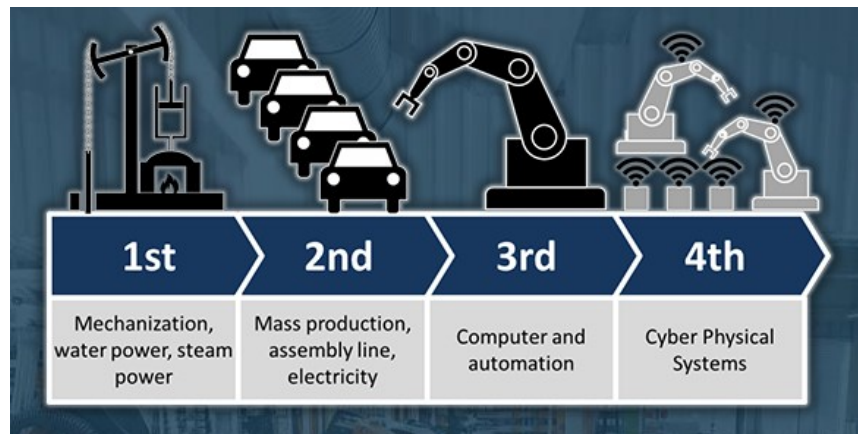 1st
2nd
3rd
4th
Mechanization,
water power, steam
power
Mass production,
assembly line,
electricity
Computer and
automation
Cyber Physical
Systems